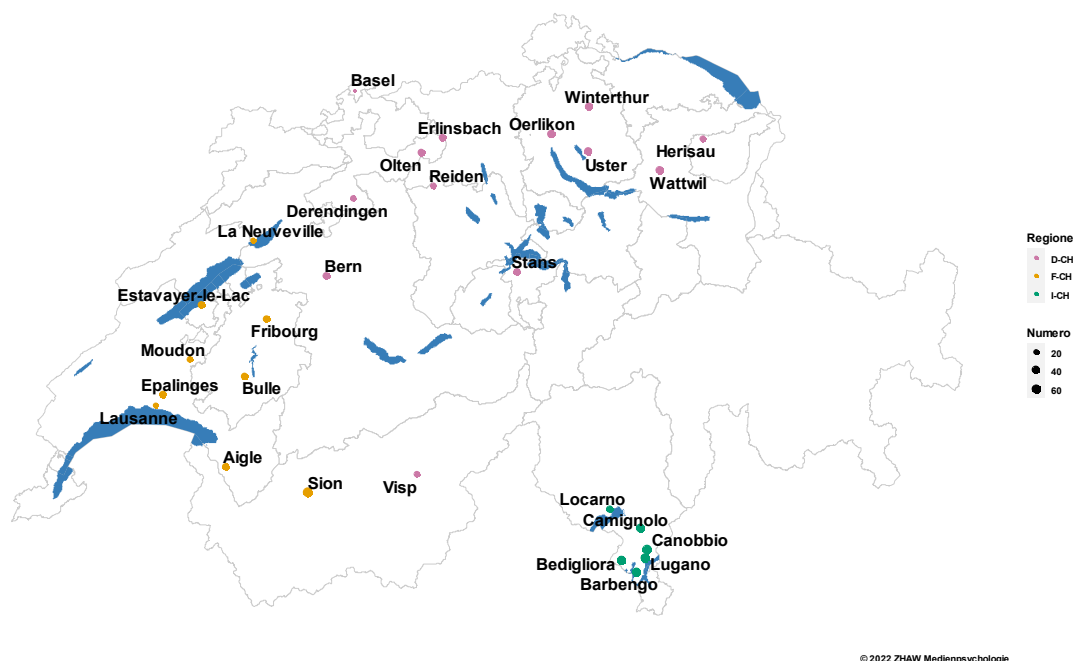 Basel
Winterthur
Erlinsbach
Oerlikon
Olten
Uster
Herisau
Reiden
Wattwil
Derendingen
La Neuveville
Regione
D-CH
Bern
Stans
F-CH
Estavayer-le-Lac
I-CH
Fribourg
Numero
Moudon
20
40
Epalinges
Bulle
60
Lausanne
Aigle
Sion
Visp
Locarno
Camignolo
Canobbio
Bedigliora
Lugano
Barbengo
© 2022 ZHAW Medienpsychologie